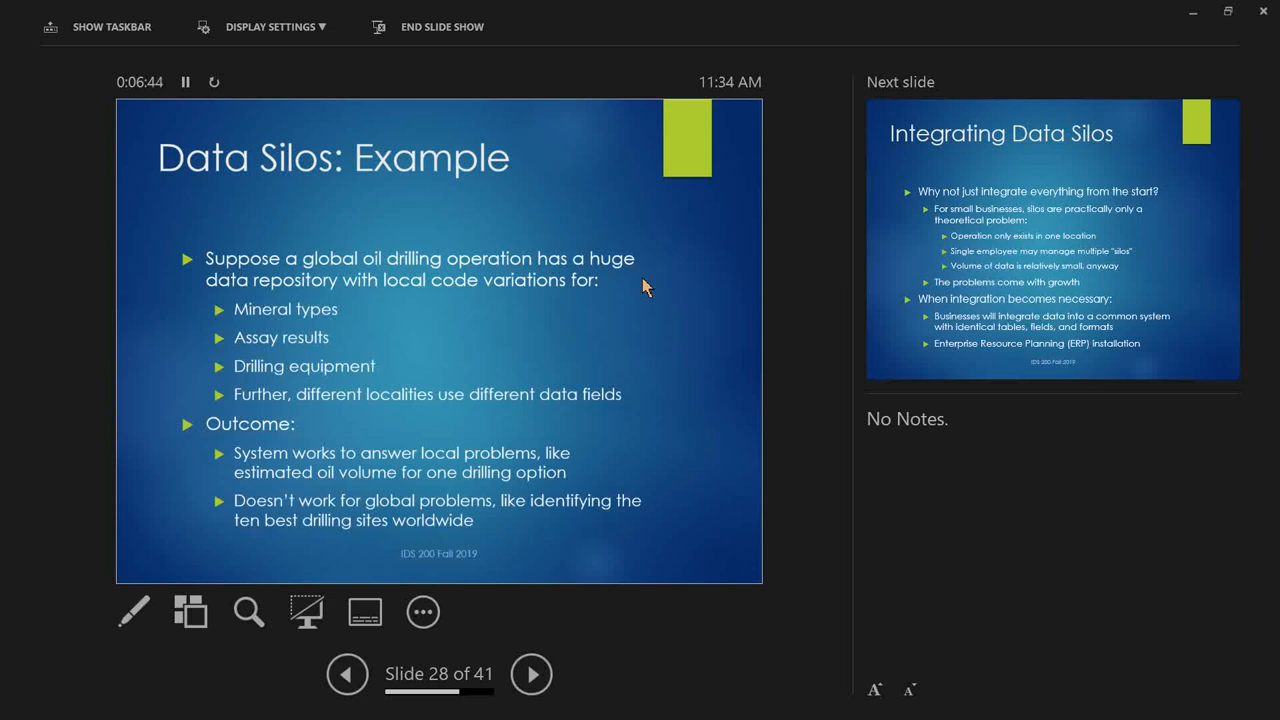 SHOW TASKBAR
DISPLAY SETTINGS ▼
END SLIDE SHOW
0:06:44
11:34 AM
Data Silos: Example
Suppose a global oil drilling operation has a huge
data repository with local code variations for:
Mineral types
Assay results
Drilling equipment
Further, different localities use different data fields
Outcome:
System works to answer local problems, like
estimated oil volume for one drilling option
Doesn't work for global problems, like identifying the
ten best drilling sites worldwide
IDS 200 Fall 2019
Slide 28 of 41
Next slide
Integrating Data Silos
Why not just integrate everything from the start?
For small businesses, silos are practically only a
theoretical problem:
Operation only exists in one location
Single employee may manage multiple "silos"
Volume of data is relatively small, anyway
The problems come with growth
When integration becomes necessary:
Businesses will integrate data into a common system
with identical tables, fields, and formats
Enterprise Resource Planning (ERP) installation
IDS 200 Fall 2019
No Notes.
A A